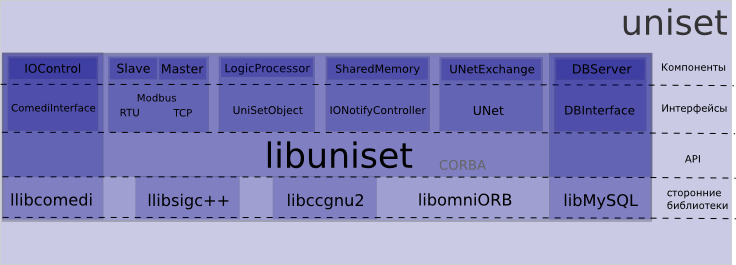 uniset
IOControl Slave Master LogicProcessor SharedMemory UNetExchange DBServer Компоненты
ComediInterface Modbus RTU TCP UniSetObject IONotifyController UNet DBInterface Интерфейсы
libuniset CORBA API
llibcomedi llibsigc++ libccgnu2 libomniORB libMySQL сторонние
библиотеки